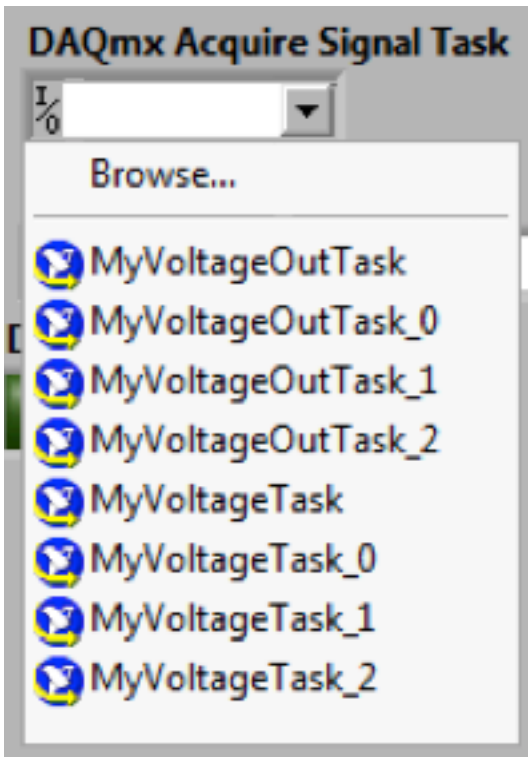 DAQmx Acquire Signal Task
I/O
Browse...
MyVoltageOutTask
MyVoltageOutTask_0
MyVoltageOutTask_1
MyVoltageOutTask_2
MyVoltageTask
MyVoltageTask_0
MyVoltageTask_1
MyVoltageTask_2